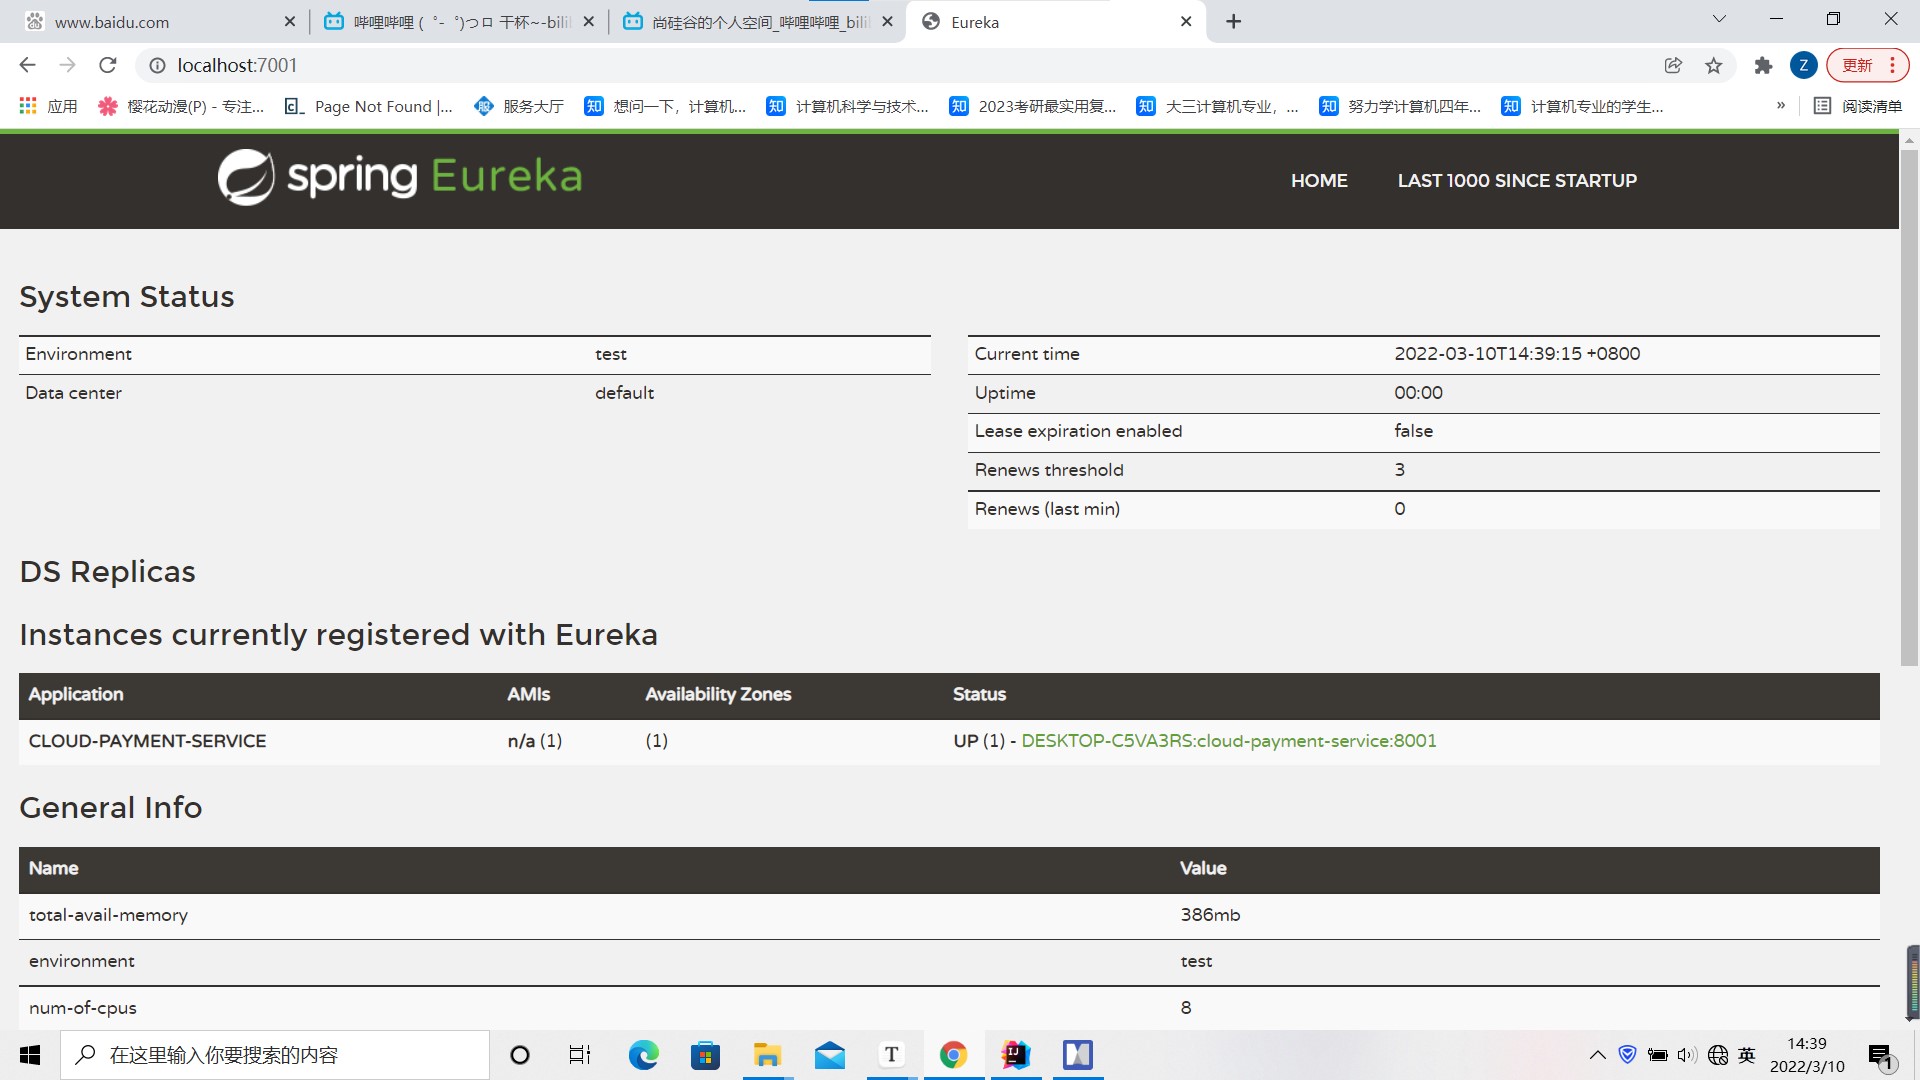 www.baidu.com
哔哩哔哩 (゜-゜)つロ 干杯~-bili
尚硅谷的个人空间_哔哩哔哩_bili
Eureka
localhost:7001
Z
更新
应用
樱花动漫(P) - 专注...
Page Not Found |...
服务大厅
知 想问一下，计算机...
知 计算机科学与技术...
知 2023考研最实用复...
知 大三计算机专业，...
知 努力学计算机四年...
知 计算机专业的学生...
»
阅读清单
spring Eureka
HOME
LAST 1000 SINCE STARTUP
System Status
Environment test
Data center default
Current time 2022-03-10T14:39:15 +0800
Uptime 00:00
Lease expiration enabled false
Renews threshold 3
Renews (last min) 0
DS Replicas
Instances currently registered with Eureka
Application AMIs Availability Zones Status
CLOUD-PAYMENT-SERVICE n/a (1) (1) UP (1) - DESKTOP-C5VA3RS:cloud-payment-service:8001
General Info
Name Value
total-avail-memory 386mb
environment test
num-of-cpus 8
在这里输入你要搜索的内容
T
IJ
英
14:39
2022/3/10
1